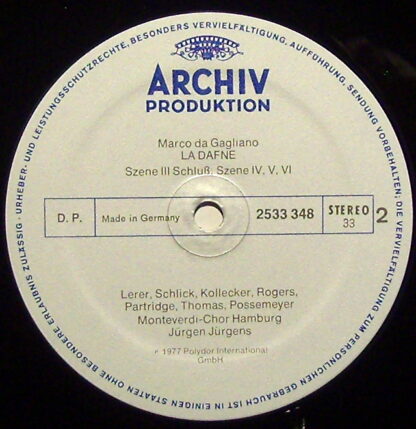 ALLE URHEBER- UND LEISTUNGSSCHUTZRECHTE, BESONDERS VERVIELFÄLTIGUNG, AUFFÜHRUNG, SENDUNG VORBEHALTEN; DIE VERVIELFÄLTIGUNG ZUM PERSÖNLICHEN GEBRAUCH IST IN EINIGEN STAATEN OHNE BESONDERE ERLAUBNIS ZULÄSSIG ·
ARCHIV
PRODUKTION
Marco da Gagliano
LA DAFNE
Szene III Schluß, Szene IV, V, VI
D. P.
Made in Germany
2533 348
STEREO
33
2
Lerer, Schlick, Kollecker, Rogers,
Partridge, Thomas, Possemeyer
Monteverdi-Chor Hamburg
Jürgen Jürgens
℗ 1977 Polydor International
GmbH